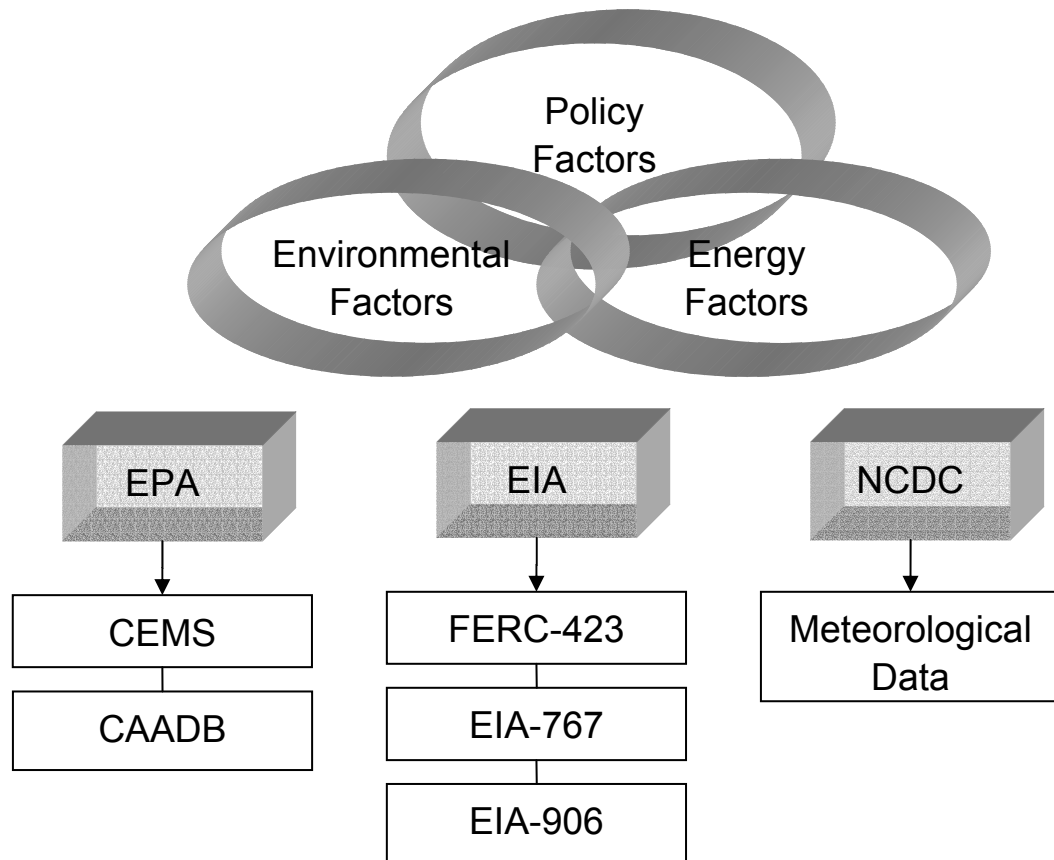 Policy
Factors
Environmental
Factors
Energy
Factors
EPA
EIA
NCDC
CEMS
CAADB
FERC-423
EIA-767
EIA-906
Meteorological
Data